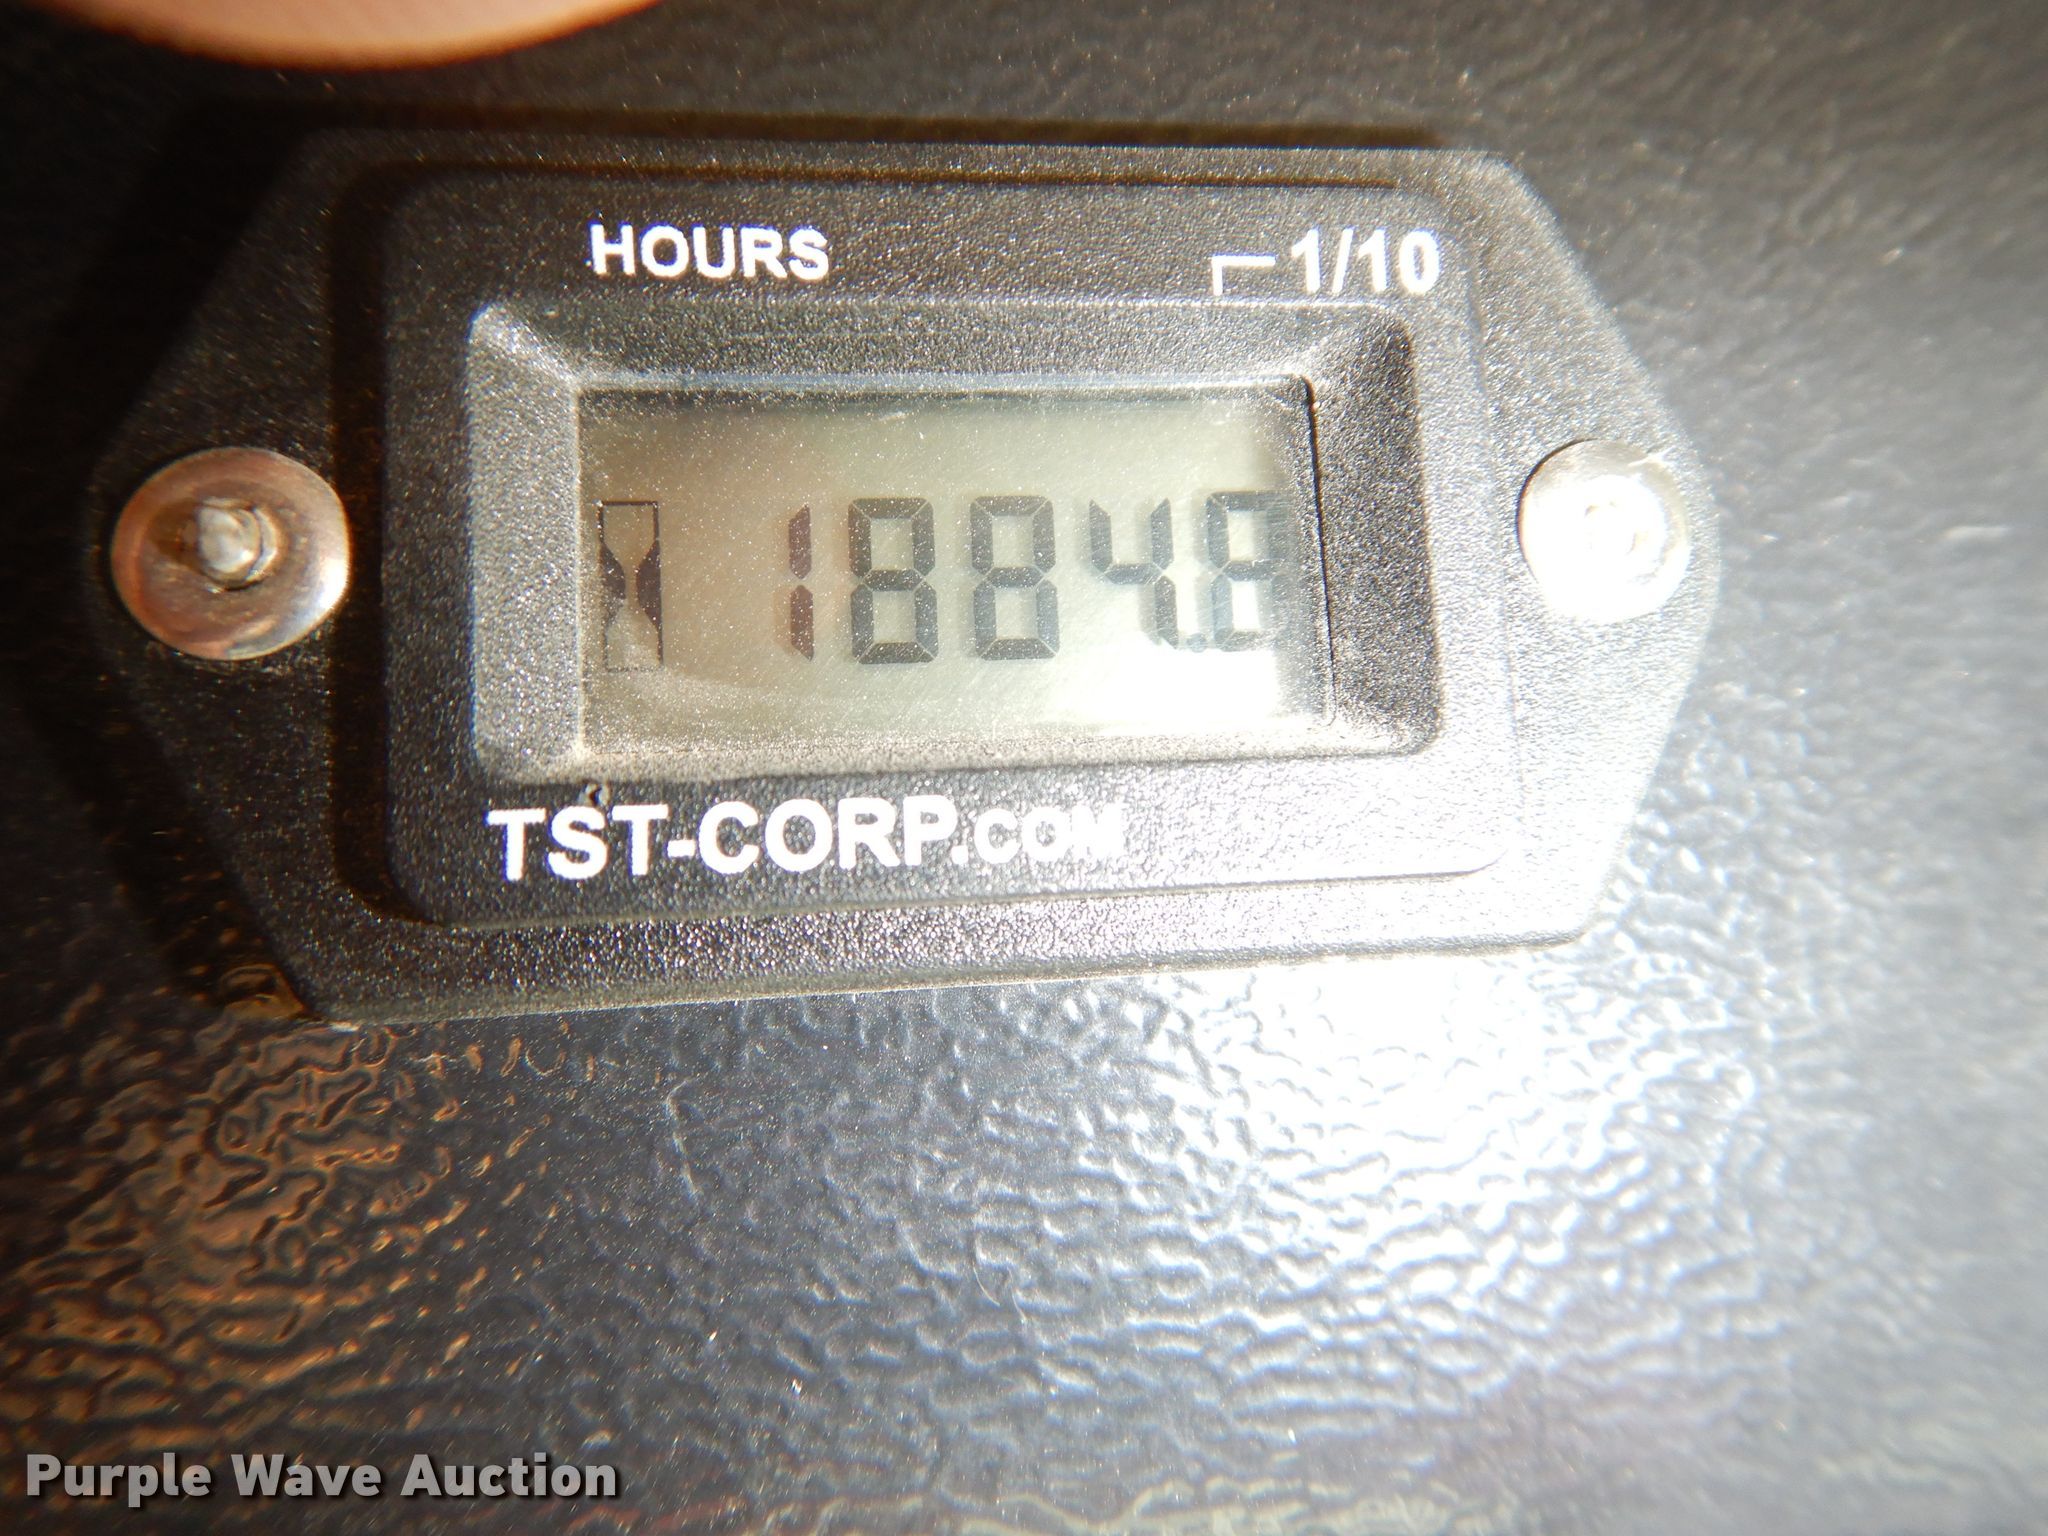 HOURS
1/10
1884.8
TST-CORP.COM
Purple Wave Auction